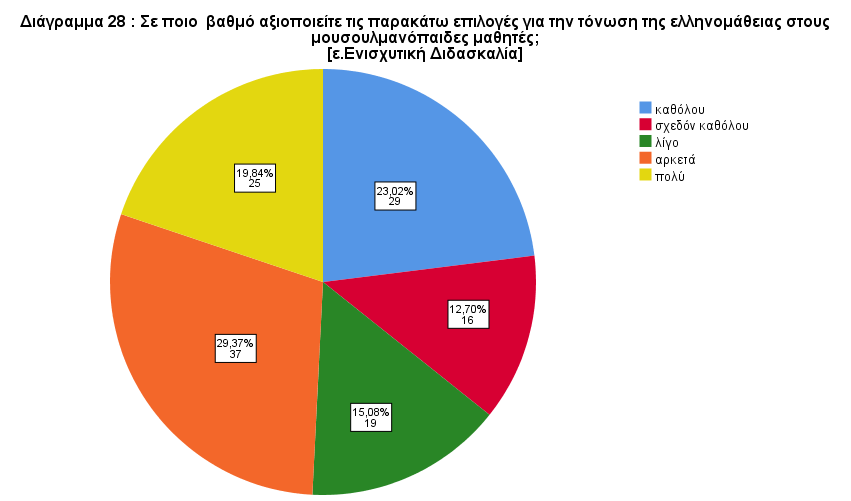 Διάγραμμα 28 : Σε ποιο βαθμό αξιοποιείτε τις παρακάτω επιλογές για την τόνωση της ελληνομάθειας στους
μουσουλμανόπαιδες μαθητές;
[ε.Ενισχυτική Διδασκαλία]
καθόλου
σχεδόν καθόλου
λίγο
αρκετά
πολύ
19,84%
25
23,02%
29
12,70%
16
29,37%
37
15,08%
19